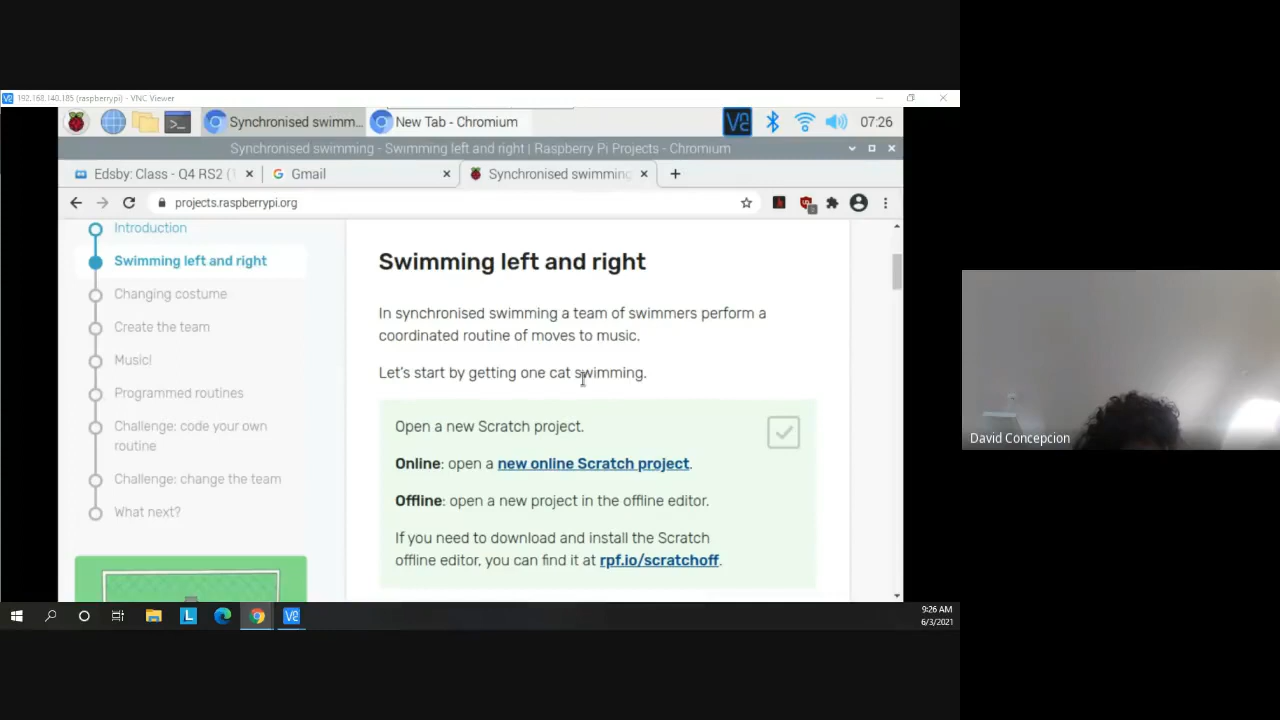 192.168.140.185 (raspberrypi) - VNC Viewer
Synchronised swimm...
New Tab - Chromium
07:26
Synchronised swimming - Swimming left and right | Raspberry Pi Projects - Chromium
Edsby: Class - Q4 RS2 (
Gmail
Synchronised swimming
projects.raspberrypi.org
Introduction
Swimming left and right
Changing costume
Create the team
Music!
Programmed routines
Challenge: code your own
routine
Challenge: change the team
What next?
Swimming left and right
In synchronised swimming a team of swimmers perform a
coordinated routine of moves to music.
Let's start by getting one cat swimming.
Open a new Scratch project.
Online: open a new online Scratch project.
Offline: open a new project in the offline editor.
If you need to download and install the Scratch
offline editor, you can find it at rpf.io/scratchoff.
David Concepcion
9:26 AM
6/3/2021